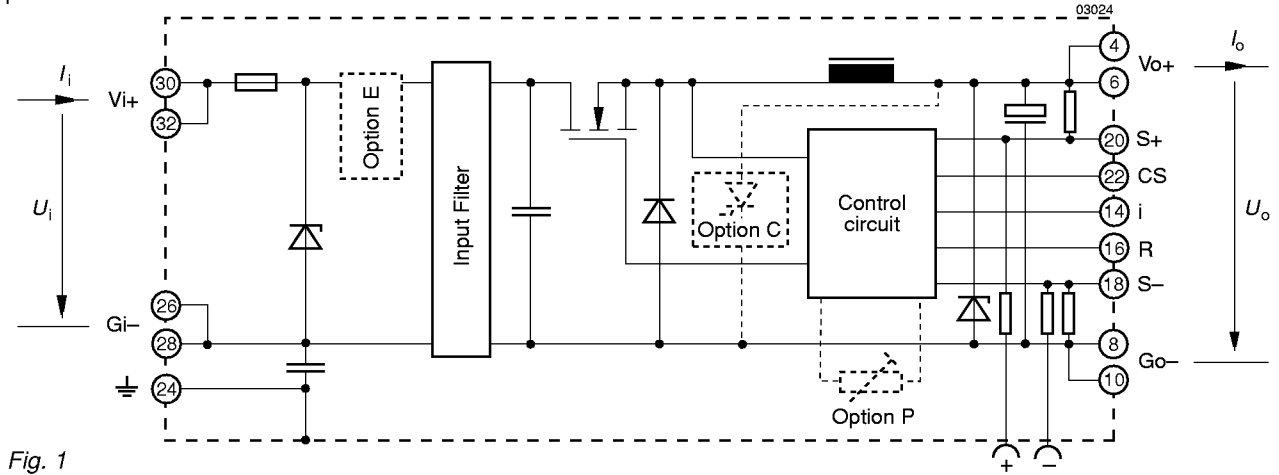 03024
4
Io
Vo+
6
Ii
30
Vi+
32
Option E
Input Filter
Ui
Control
circuit
Option C
S+
20
CS
22
i
14
R
16
S–
18
Uo
26
Gi–
28
24
8
Go–
10
Option P
+
–
Fig. 1